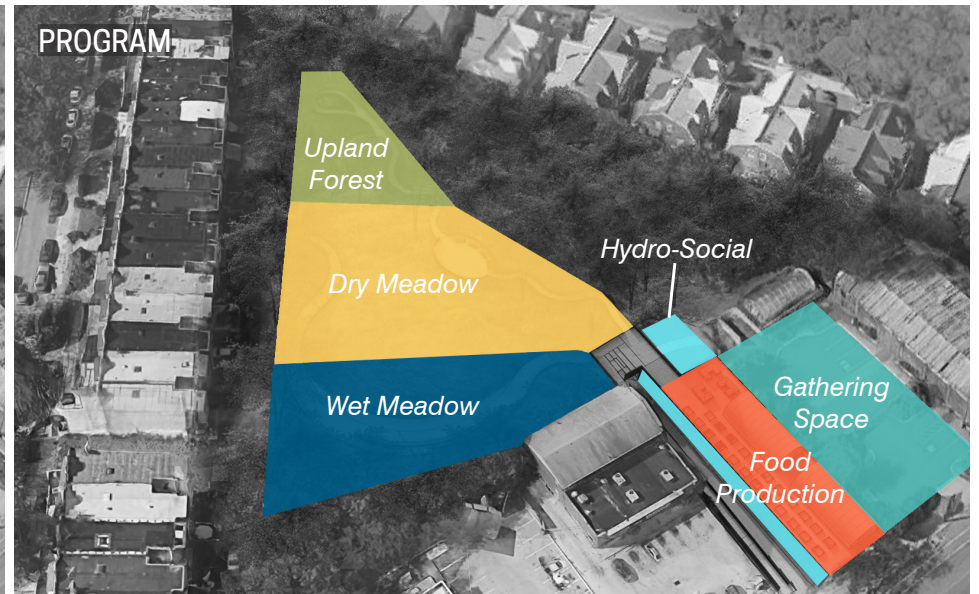 PROGRAM
Upland
Forest
Hydro-Social
Dry Meadow
Gathering
Space
Wet Meadow
Food
Production